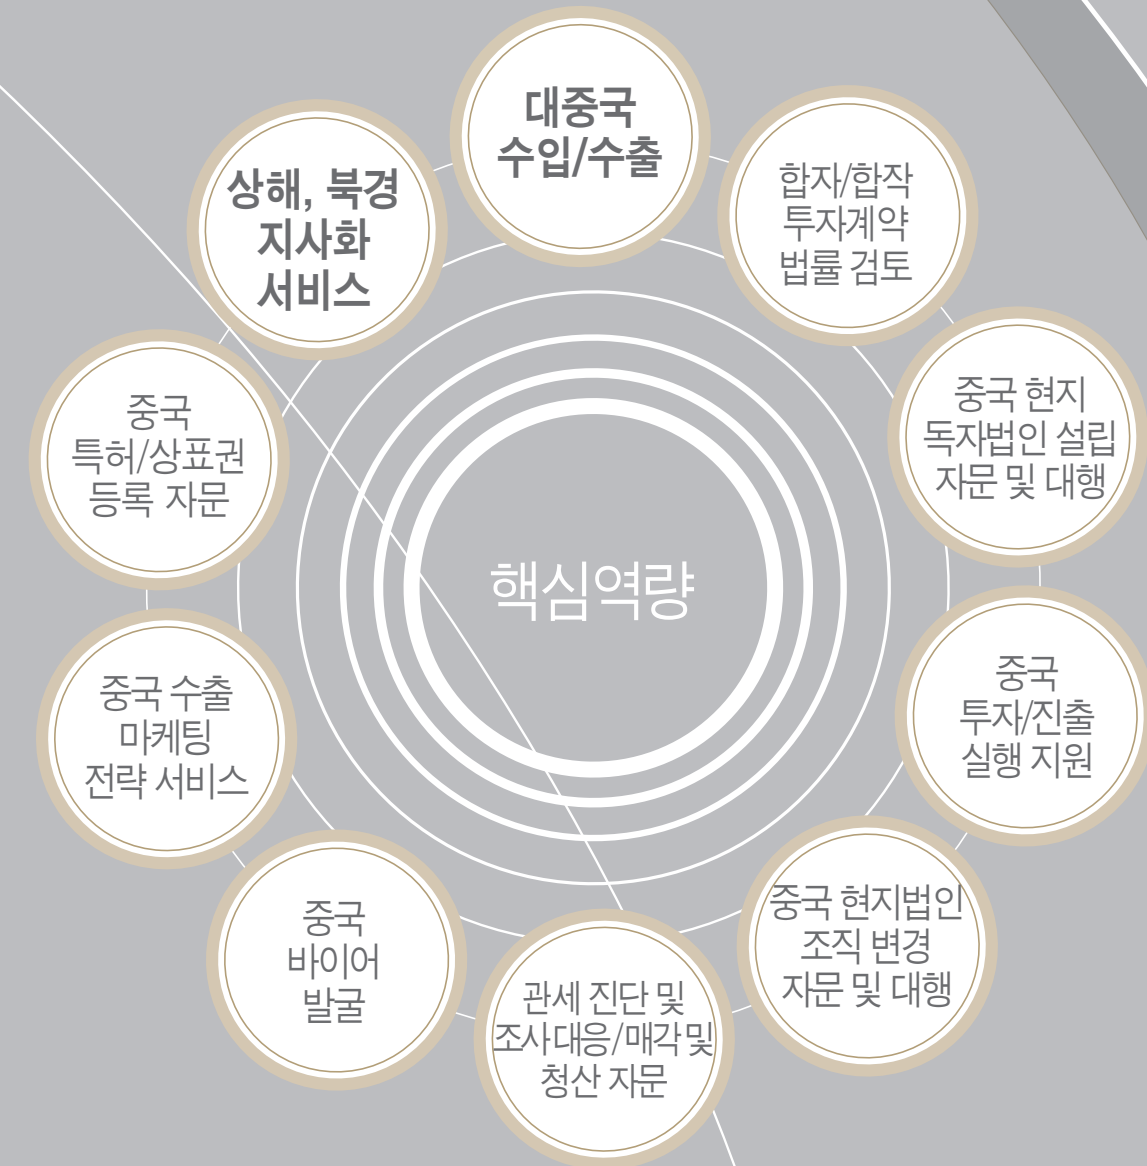 대중국
수입/수출
합자/합작
투자계약
법률 검토
중국 현지
독자법인 설립
자문 및 대행
중국
투자/진출
실행 지원
중국 현지법인
조직 변경
자문 및 대행
관세 진단 및
조사 대응/매각 및
청산 자문
중국
바이어
발굴
중국 수출
마케팅
전략 서비스
중국
특허/상표권
등록 자문
상해, 북경
지사화
서비스
핵심역량